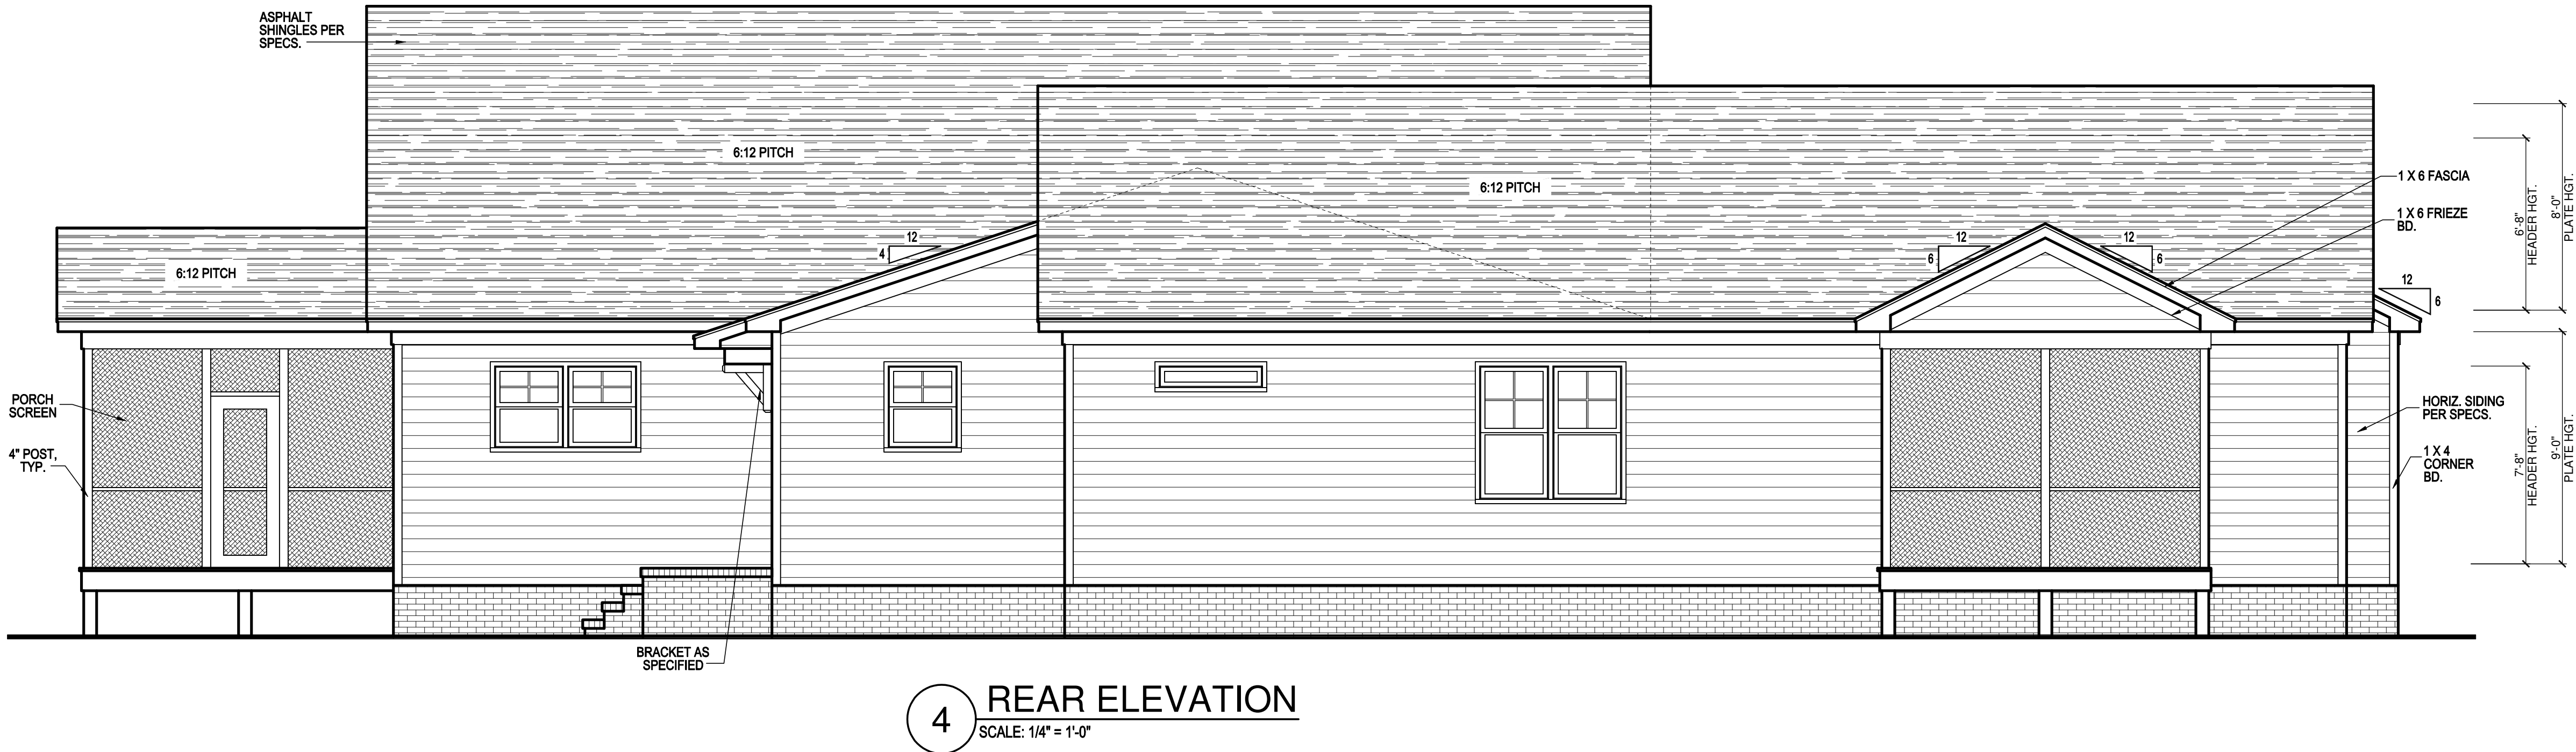 ASPHALT
SHINGLES PER
SPECS.
6:12 PITCH
6:12 PITCH
6:12 PITCH
12
4
12
6
12
6
12
6
1 X 6 FASCIA
1 X 6 FRIEZE
BD.
6'-8"
HEADER HGT.
8'-0"
PLATE HGT.
PORCH
SCREEN
4" POST,
TYP.
HORIZ. SIDING
PER SPECS.
1 X 4
CORNER
BD.
7'-8"
HEADER HGT.
9'-0"
PLATE HGT.
BRACKET AS
SPECIFIED
4
REAR ELEVATION
SCALE: 1/4" = 1'-0"